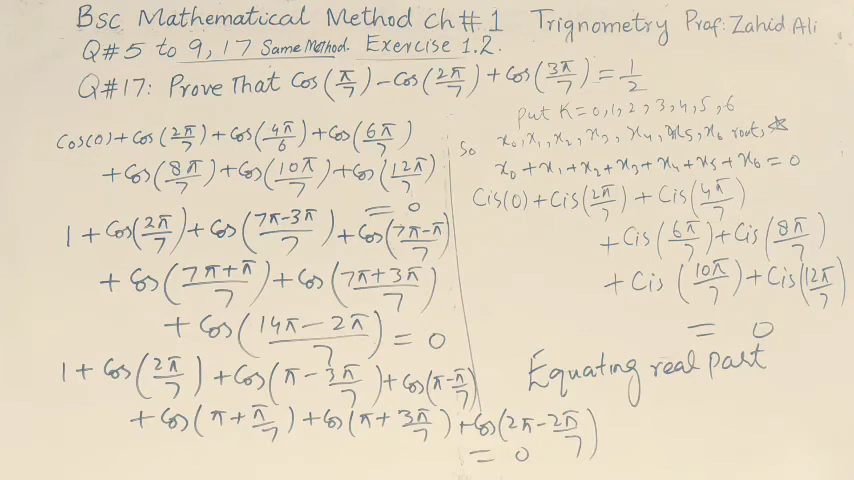 Bsc Mathematical Method Ch#1 Trignometry Prof: Zahid Ali
Q#5 to 9, 17 Same Method. Exercise 1.2.
Q#17: Prove That Cos(π/7) - Cos(2π/7) + Cos(3π/7) = 1/2
Cos(0) + Cos(2π/7) + Cos(4π/6) + Cos(6π/7)
+ Cos(8π/7) + Cos(10π/7) + Cos(12π/7)
= 0
1 + Cos(2π/7) + Cos((7π-3π)/7) + Cos((7π-π)/7)
+ Cos((7π+π)/7) + Cos((7π+3π)/7)
+ Cos((14π-2π)/7) = 0
1 + Cos(2π/7) + Cos(π-3π/7) + Cos(π-π/7)
+ Cos(π+π/7) + Cos(π+3π/7) + Cos(2π-2π/7)
= 0
Put K=0,1,2,3,4,5,6
So x₀, x₁, x₂, x₃, x₄, x₅, x₆ root,
x₀+x₁+x₂+x₃+x₄+x₅+x₆=0
Cis(0) + Cis(2π/7) + Cis(4π/7)
+ Cis(6π/7) + Cis(8π/7)
+ Cis(10π/7) + Cis(12π/7)
= 0
Equating real part